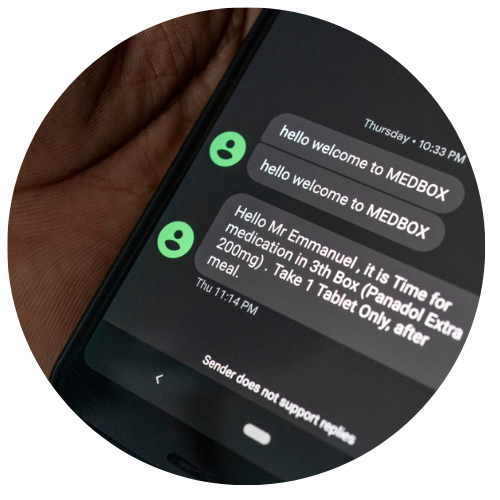 Thursday • 10:33 PM
hello welcome to MEDBOX
hello welcome to MEDBOX
Hello Mr Emmanuel , it is Time for
medication in 3th Box (Panadol Extra
200mg) . Take 1 Tablet Only, after
meal.
Thu 11:14 PM
Sender does not support replies